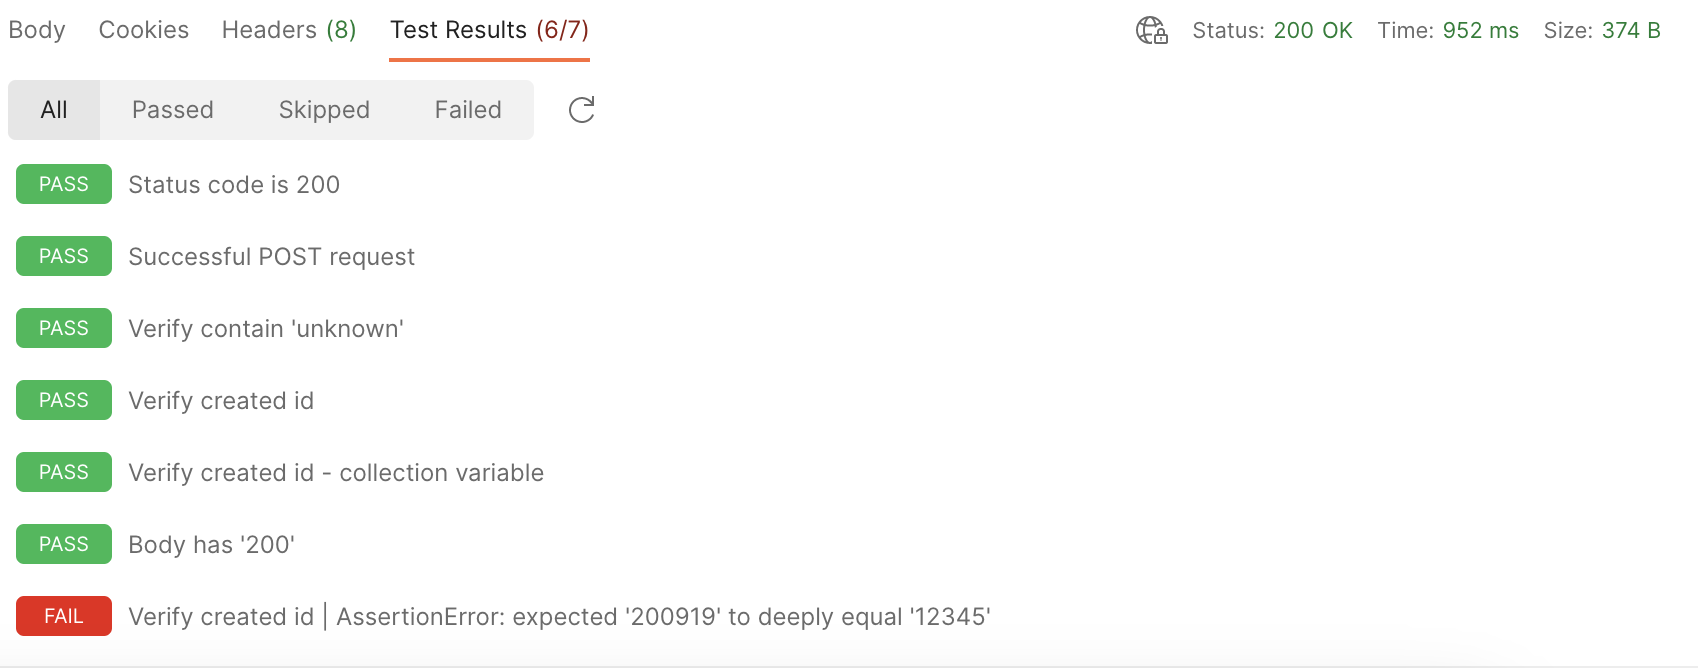 Body Cookies Headers (8) Test Results (6/7) Status: 200 OK Time: 952 ms Size: 374 B
All Passed Skipped Failed
PASS Status code is 200
PASS Successful POST request
PASS Verify contain 'unknown'
PASS Verify created id
PASS Verify created id - collection variable
PASS Body has '200'
FAIL Verify created id | AssertionError: expected '200919' to deeply equal '12345'